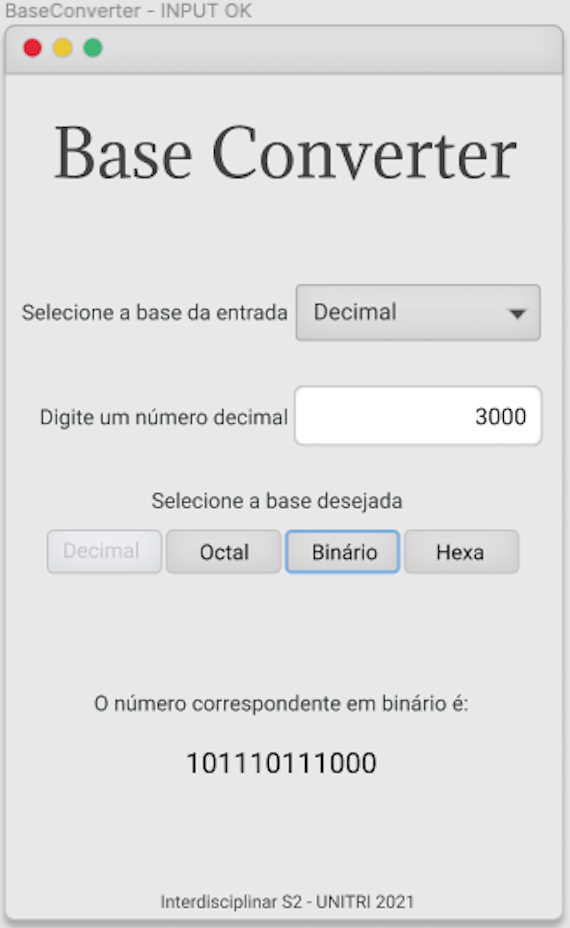 BaseConverter - INPUT OK
Base Converter
Selecione a base da entrada Decimal
Digite um número decimal 3000
Selecione a base desejada
Decimal Octal Binário Hexa
O número correspondente em binário é:
101110111000
Interdisciplinar S2 - UNITRI 2021